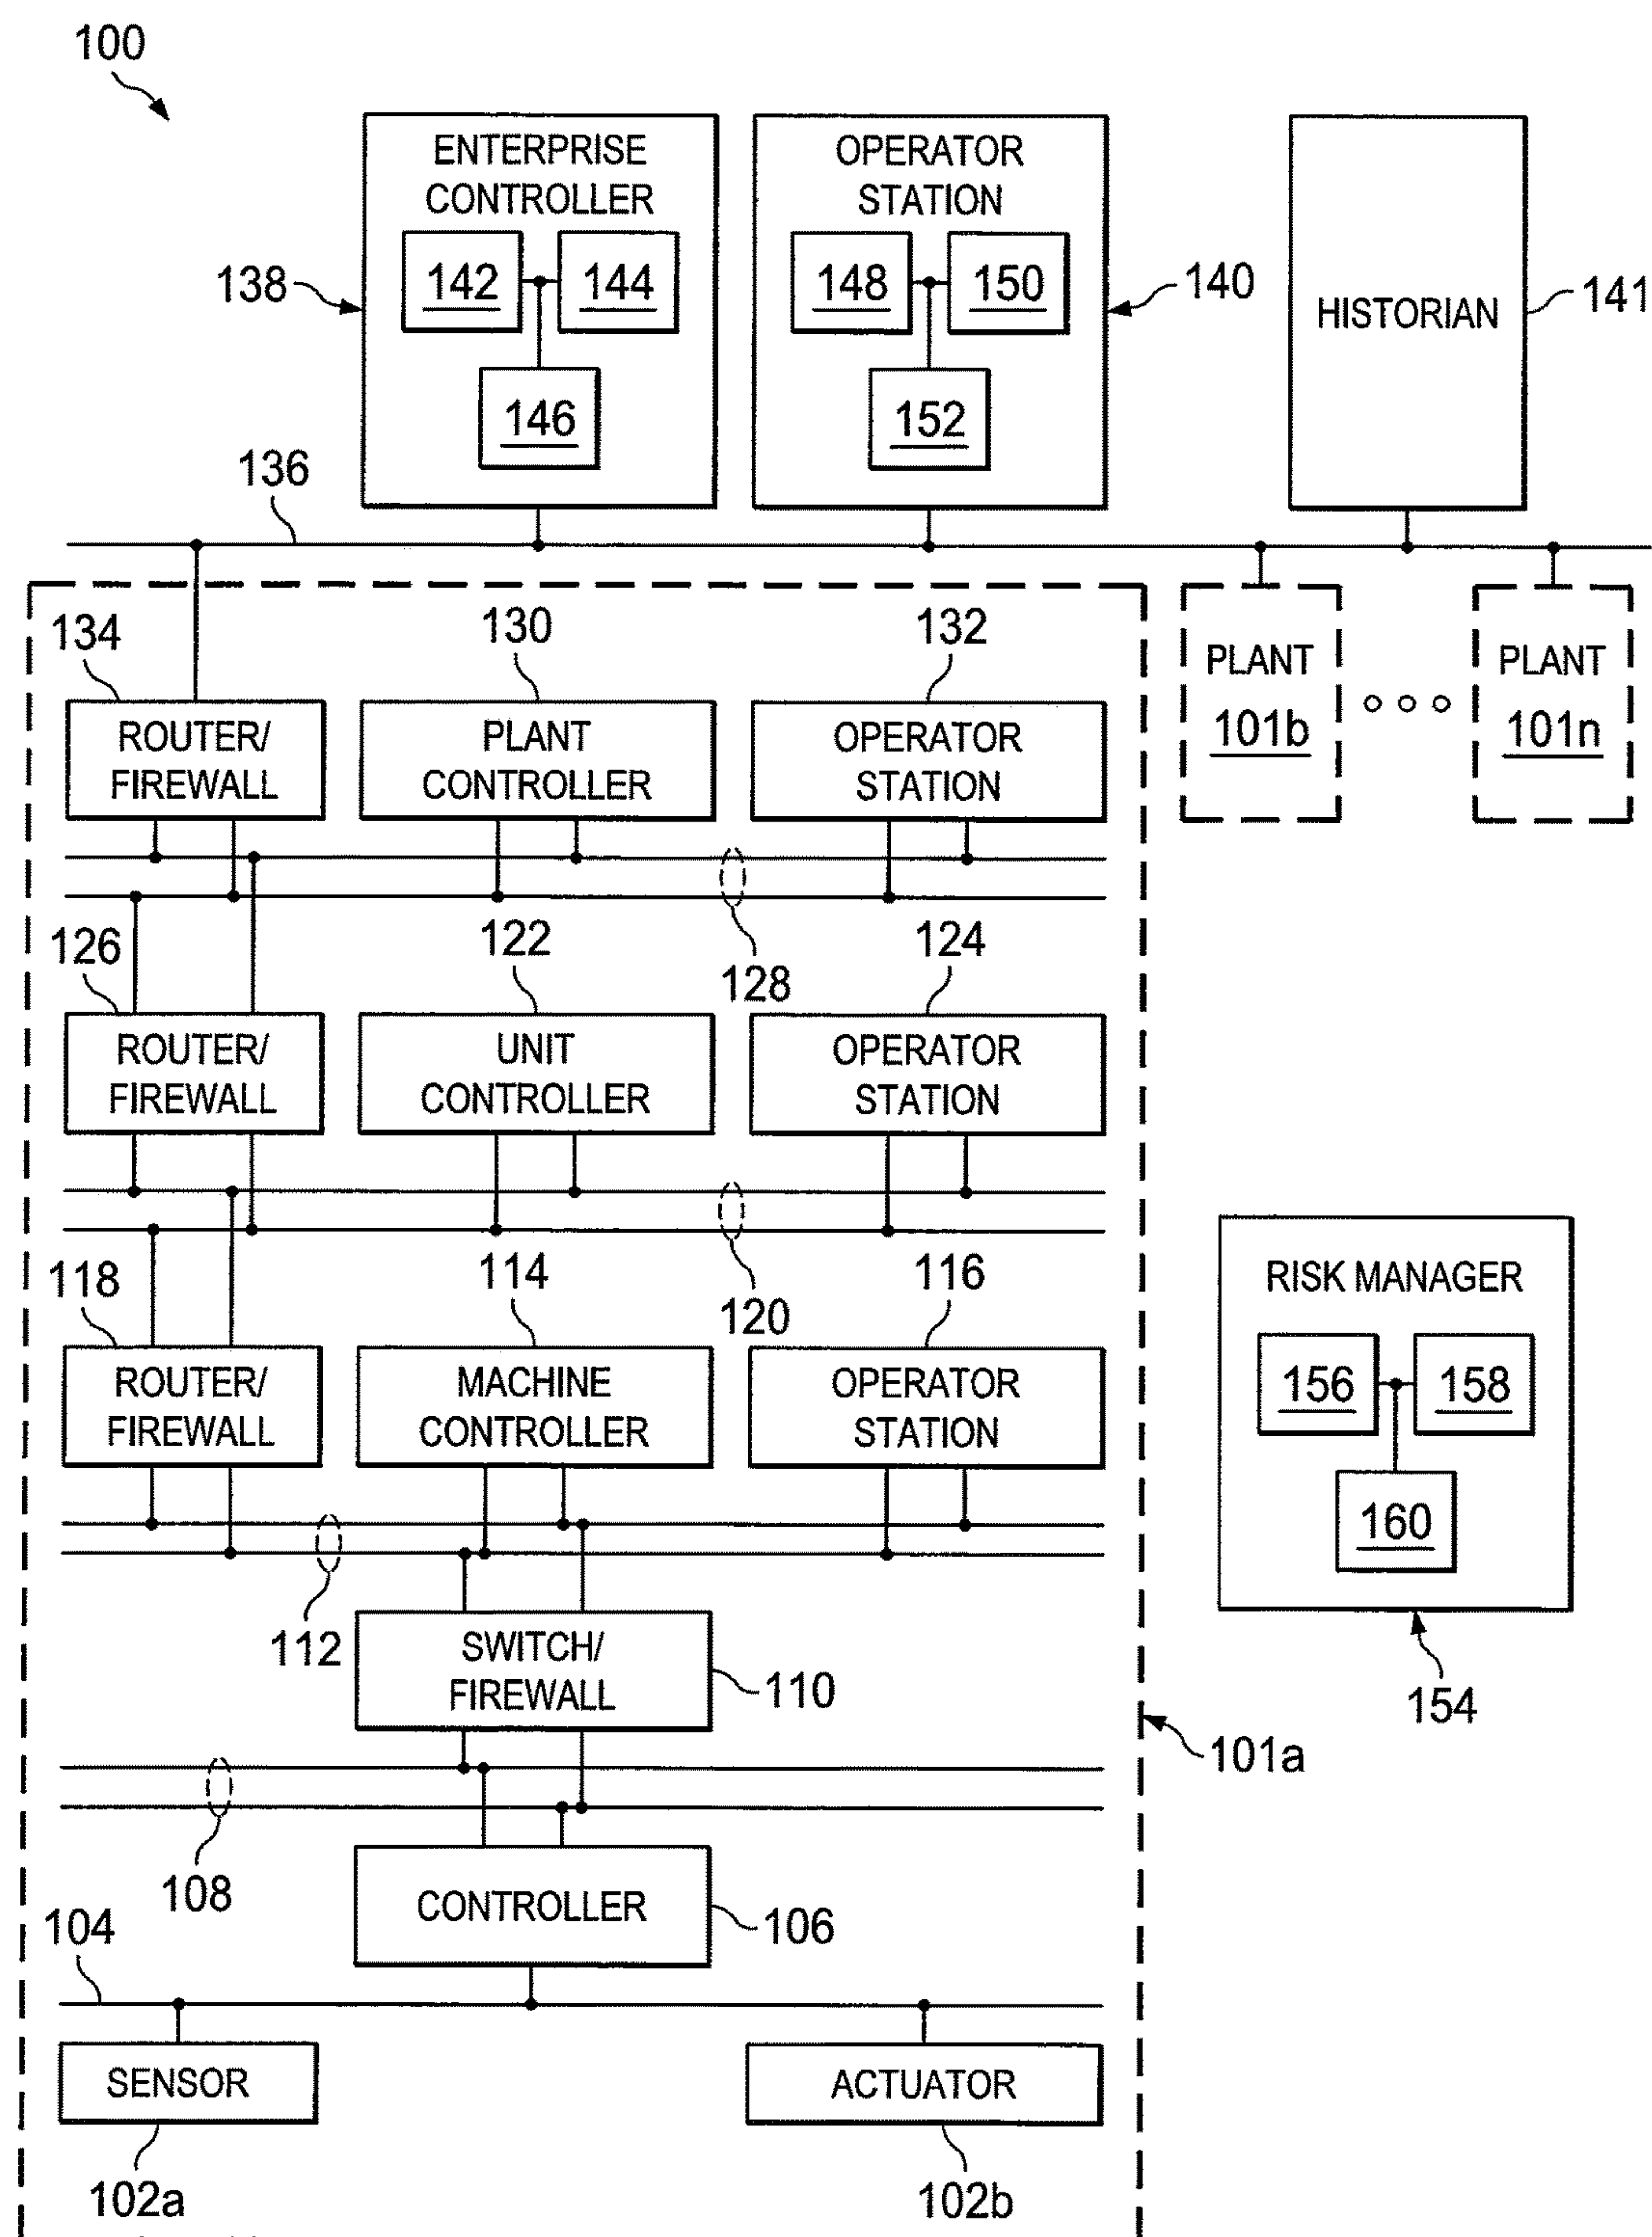 100
ENTERPRISE
CONTROLLER
142
144
146
138
OPERATOR
STATION
148
150
152
140
HISTORIAN
141
136
134
130
132
ROUTER/
FIREWALL
PLANT
CONTROLLER
OPERATOR
STATION
PLANT
101b
PLANT
101n
128
126
122
124
ROUTER/
FIREWALL
UNIT
CONTROLLER
OPERATOR
STATION
120
118
114
116
ROUTER/
FIREWALL
MACHINE
CONTROLLER
OPERATOR
STATION
RISK MANAGER
156
158
160
154
112
SWITCH/
FIREWALL
110
101a
108
CONTROLLER
106
104
SENSOR
ACTUATOR
102a
102b